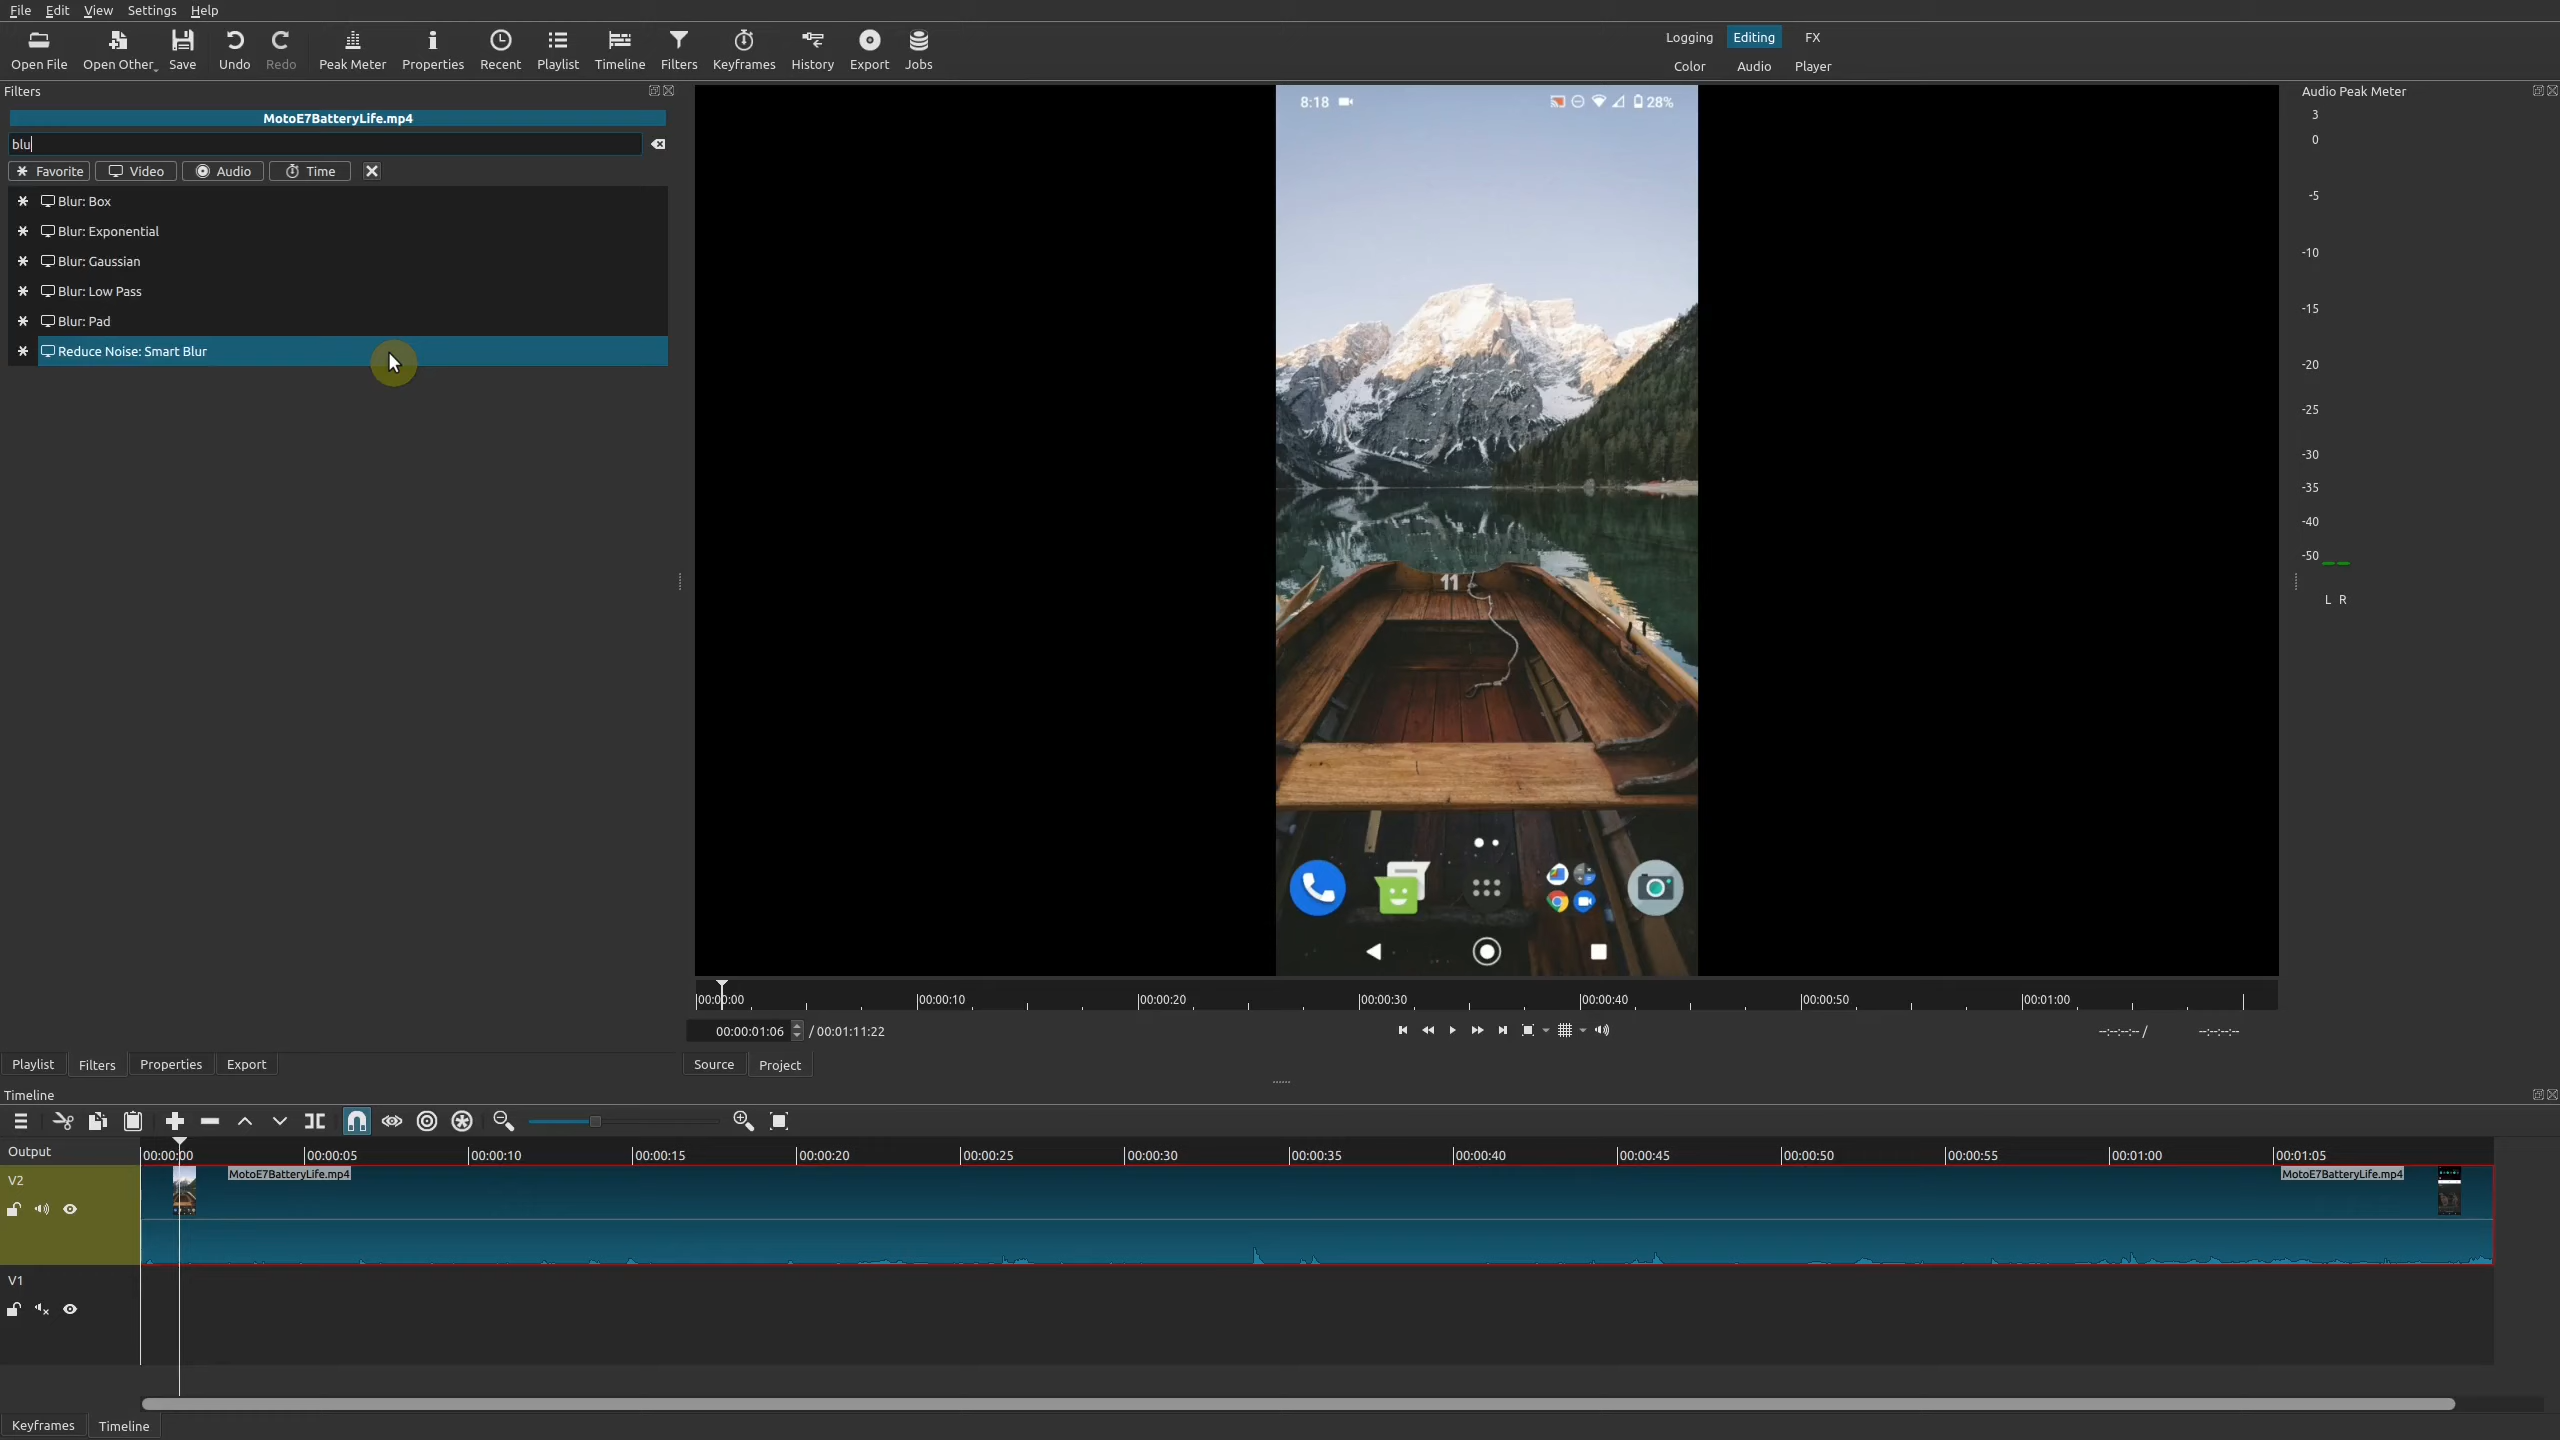 File Edit View Settings Help
Open File Open Other Save Undo Redo Peak Meter Properties Recent Playlist Timeline Filters Keyframes History Export Jobs
Logging Editing FX
Color Audio Player
Filters
MotoE7BatteryLife.mp4
blu
Favorite Video Audio Time
Blur: Box
Blur: Exponential
Blur: Gaussian
Blur: Low Pass
Blur: Pad
Reduce Noise: Smart Blur
8:18 28%
11
Audio Peak Meter
3
0
-5
-10
-15
-20
-25
-30
-35
-40
-50
L R
00:00:00 00:00:10 00:00:20 00:00:30 00:00:40 00:00:50 00:01:00
00:00:01:06 / 00:01:11:22 --:--:--:-- / --:--:--:--
Playlist Filters Properties Export
Source Project
Timeline
Output
00:00:00 00:00:05 00:00:10 00:00:15 00:00:20 00:00:25 00:00:30 00:00:35 00:00:40 00:00:45 00:00:50 00:00:55 00:01:00 00:01:05
V2
MotoE7BatteryLife.mp4 MotoE7BatteryLife.mp4
V1
Keyframes Timeline